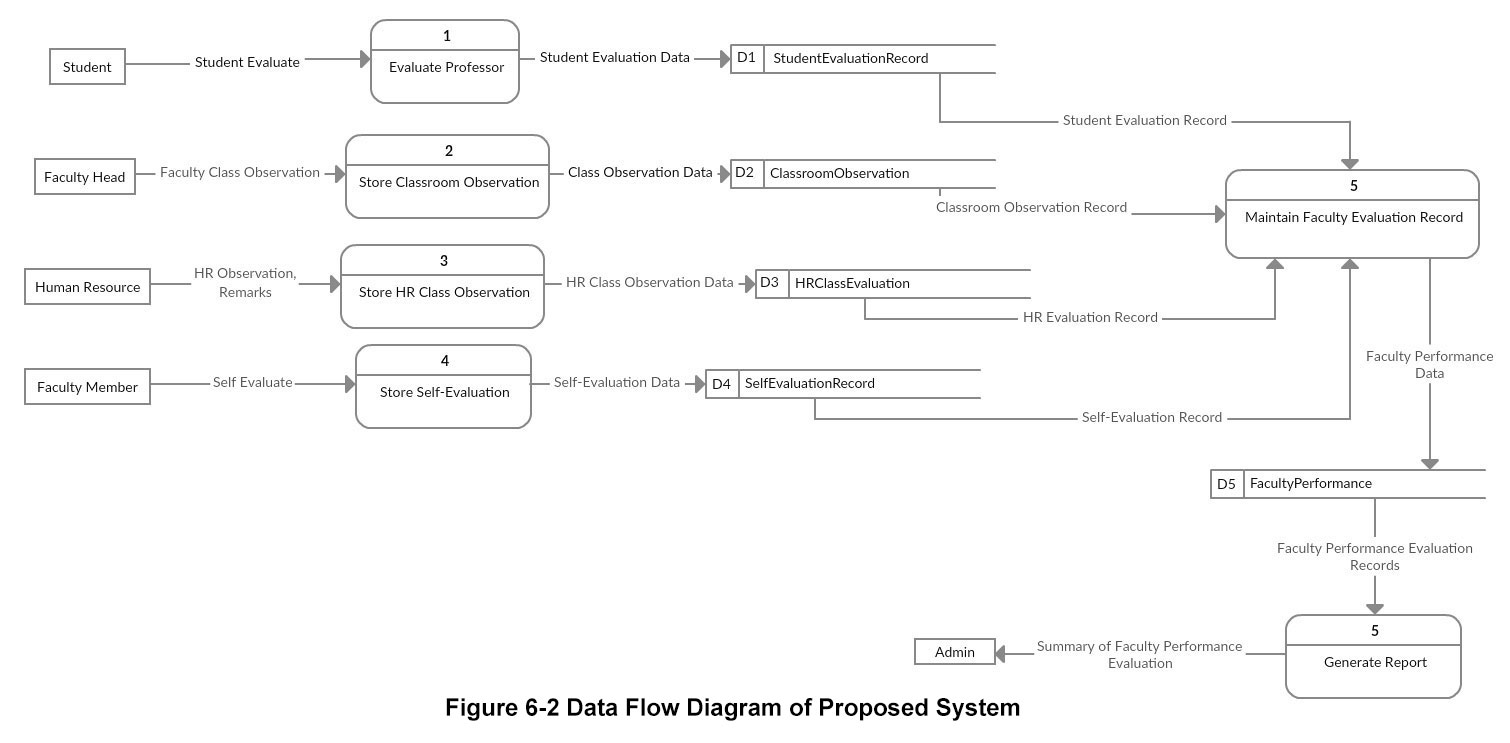 1
Student
Student Evaluate
Evaluate Professor
Student Evaluation Data
D1
StudentEvaluationRecord
Student Evaluation Record
2
Faculty Head
Faculty Class Observation
Store Classroom Observation
Class Observation Data
D2
ClassroomObservation
Classroom Observation Record
5
Maintain Faculty Evaluation Record
3
Human Resource
HR Observation,
Remarks
Store HR Class Observation
HR Class Observation Data
D3
HRClassEvaluation
HR Evaluation Record
4
Faculty Member
Self Evaluate
Store Self-Evaluation
Self-Evaluation Data
D4
SelfEvaluationRecord
Self-Evaluation Record
Faculty Performance
Data
D5
FacultyPerformance
Faculty Performance Evaluation
Records
5
Generate Report
Summary of Faculty Performance
Evaluation
Admin
Figure 6-2 Data Flow Diagram of Proposed System